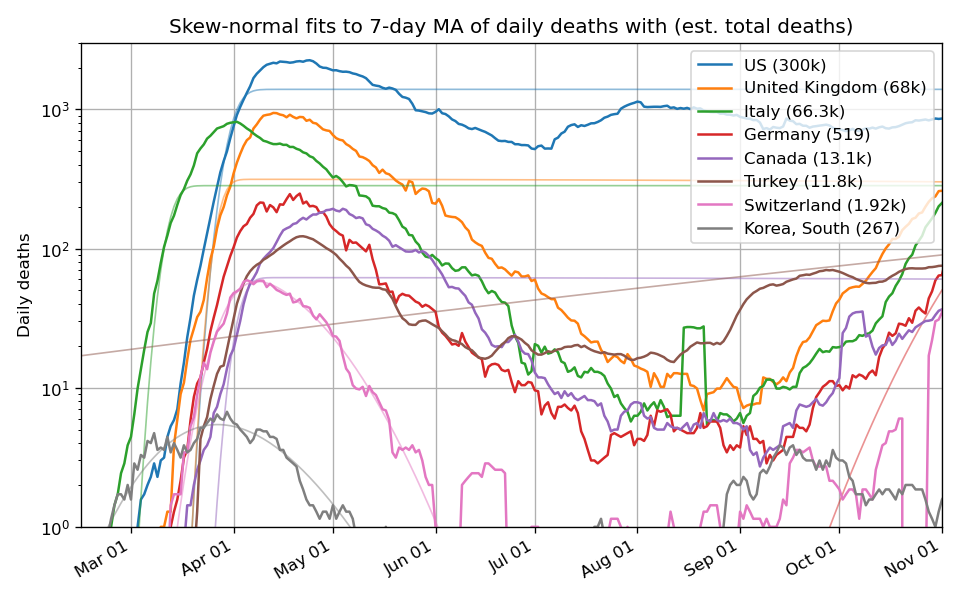 Skew-normal fits to 7-day MA of daily deaths with (est. total deaths)
US (300k)
United Kingdom (68k)
Italy (66.3k)
Germany (519)
Canada (13.1k)
Turkey (11.8k)
Switzerland (1.92k)
Korea, South (267)
Daily deaths
10³
10²
10¹
10⁰
Mar 01
Apr 01
May 01
Jun 01
Jul 01
Aug 01
Sep 01
Oct 01
Nov 01